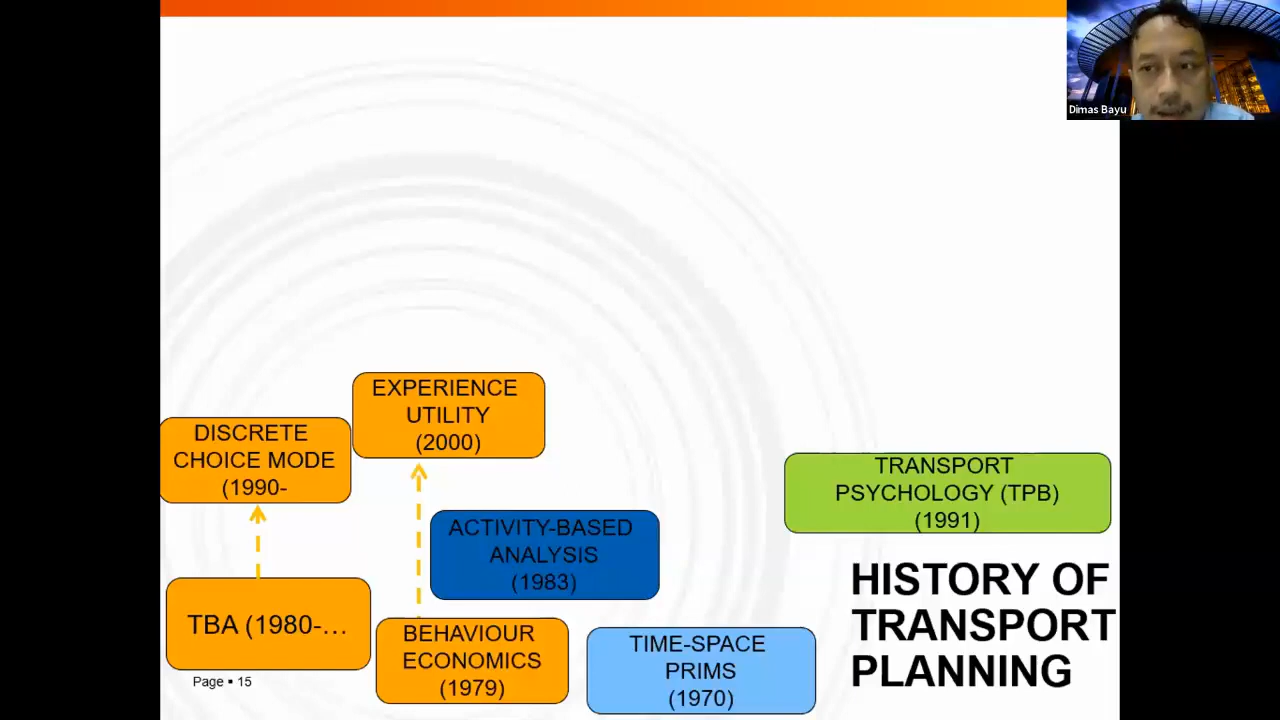 Dimas Bayu
EXPERIENCE
UTILITY
(2000)
DISCRETE
CHOICE MODE
(1990-
TRANSPORT
PSYCHOLOGY (TPB)
(1991)
ACTIVITY-BASED
ANALYSIS
(1983)
TBA (1980-…
BEHAVIOUR
ECONOMICS
(1979)
TIME-SPACE
PRIMS
(1970)
HISTORY OF
TRANSPORT
PLANNING
Page ▪ 15